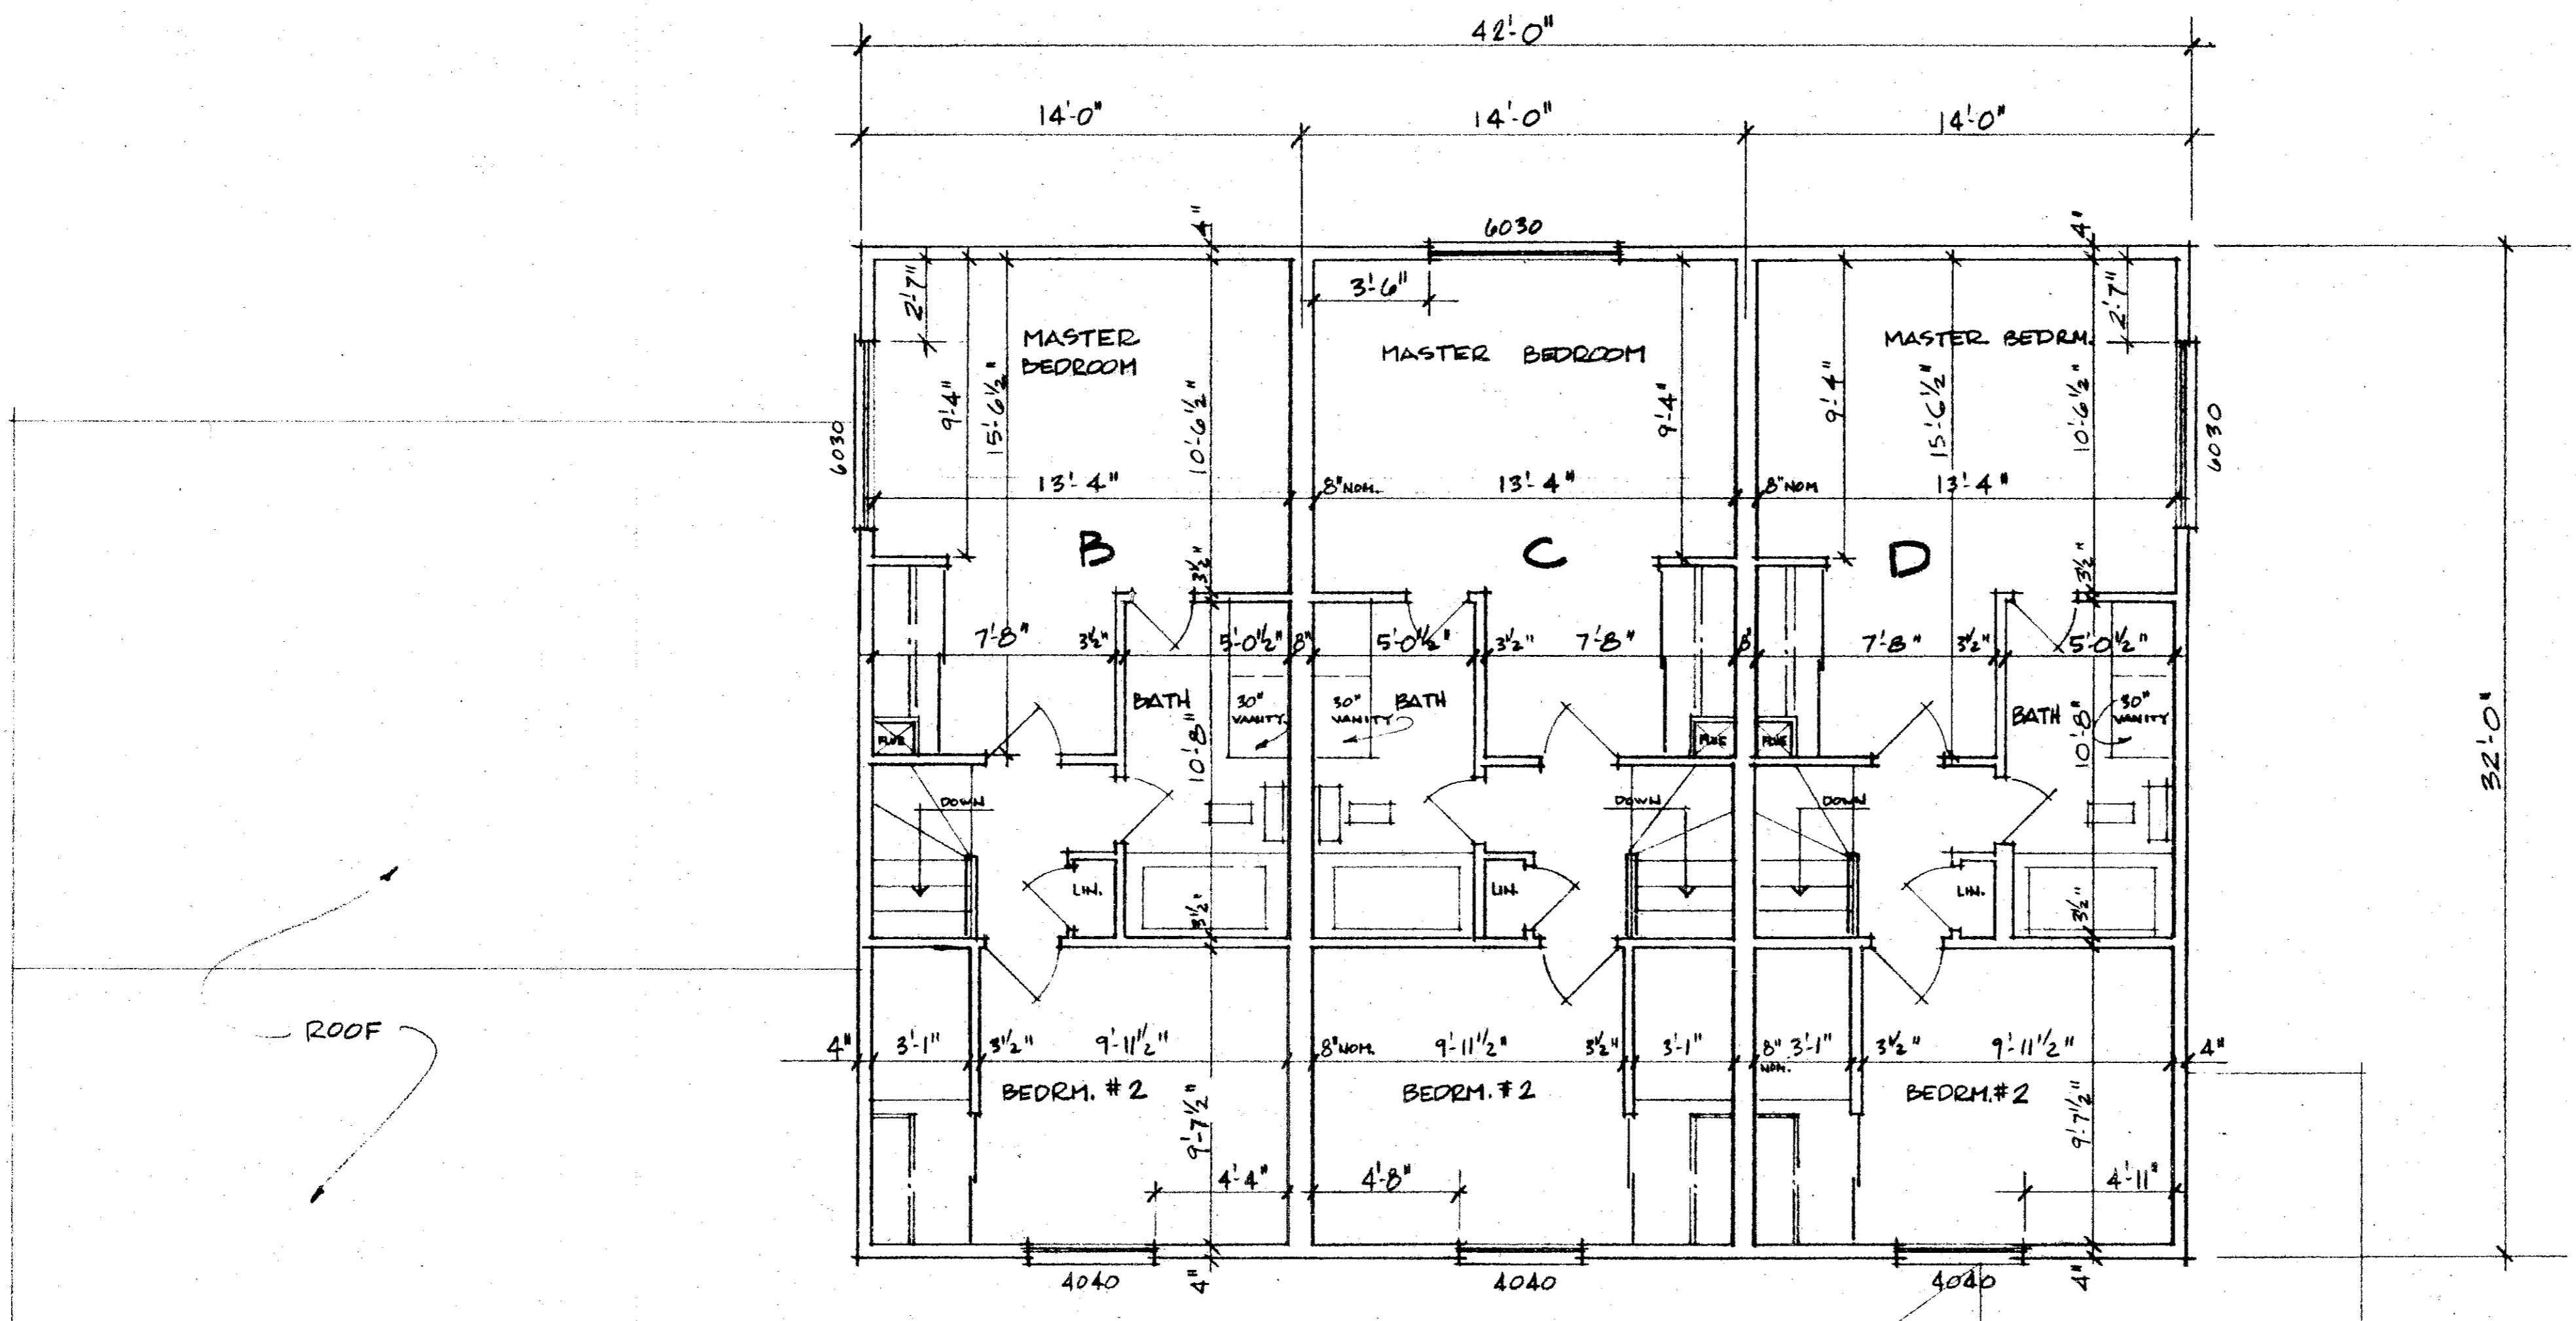 42'-0"
14'-0" 14'-0" 14'-0"
4" 6030 4"
2'-7" 3'-6" 2'-7"
MASTER
BEDROOM
MASTER BEDROOM
MASTER BEDRM.
9'-4" 15'-6½" 10'-6½" 9'-4" 9'-4" 15'-6½" 10'-6½"
6030 6030
13'-4" 8" NOM. 13'-4" 8" NOM 13'-4"
B C D
3½" 3½"
7'-8" 3½" 5'-0½" 8" 5'-0½" 3½" 7'-8" 8" 7'-8" 3½" 5'-0½"
BATH 30"
VANITY
30"
VANITY BATH
BATH 30"
VANITY
FLUE FLUE FLUE
10'-8" 10'-8"
32'-0"
DOWN DOWN DOWN
LIN. LIN. LIN.
3½" 3½"
ROOF
4" 3'-1" 3½" 9'-11½" 8" NOM. 9'-11½" 3½" 3'-1" 8" NOM. 3'-1" 3½" 9'-11½" 4"
BEDRM. #2 BEDRM. #2 BEDRM. #2
9'-7½" 9'-7½"
4'-4" 4'-8" 4'-11"
4040 4" 4040 4040 4"